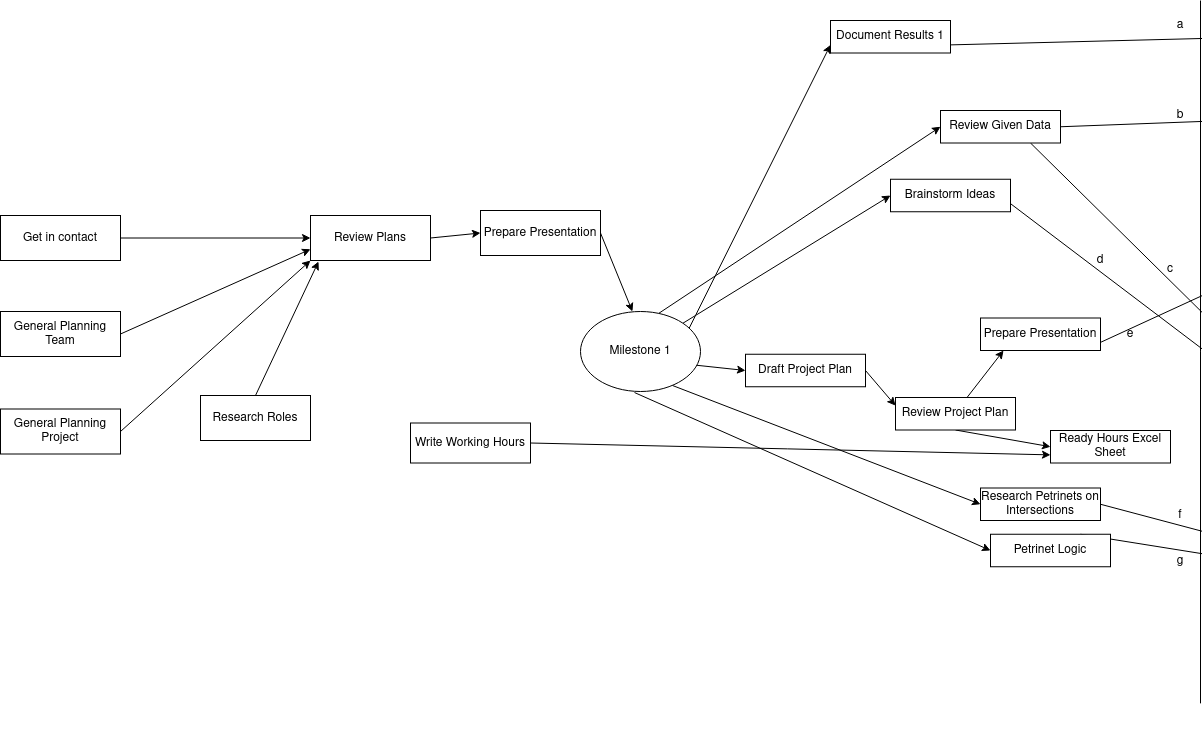 a
Document Results 1
b
Review Given Data
Brainstorm Ideas
Get in contact
Review Plans
Prepare Presentation
d
c
General Planning
Team
Milestone 1
Prepare Presentation
e
Draft Project Plan
General Planning
Project
Research Roles
Review Project Plan
Write Working Hours
Ready Hours Excel
Sheet
Research Petrinets on
Intersections
f
Petrinet Logic
g